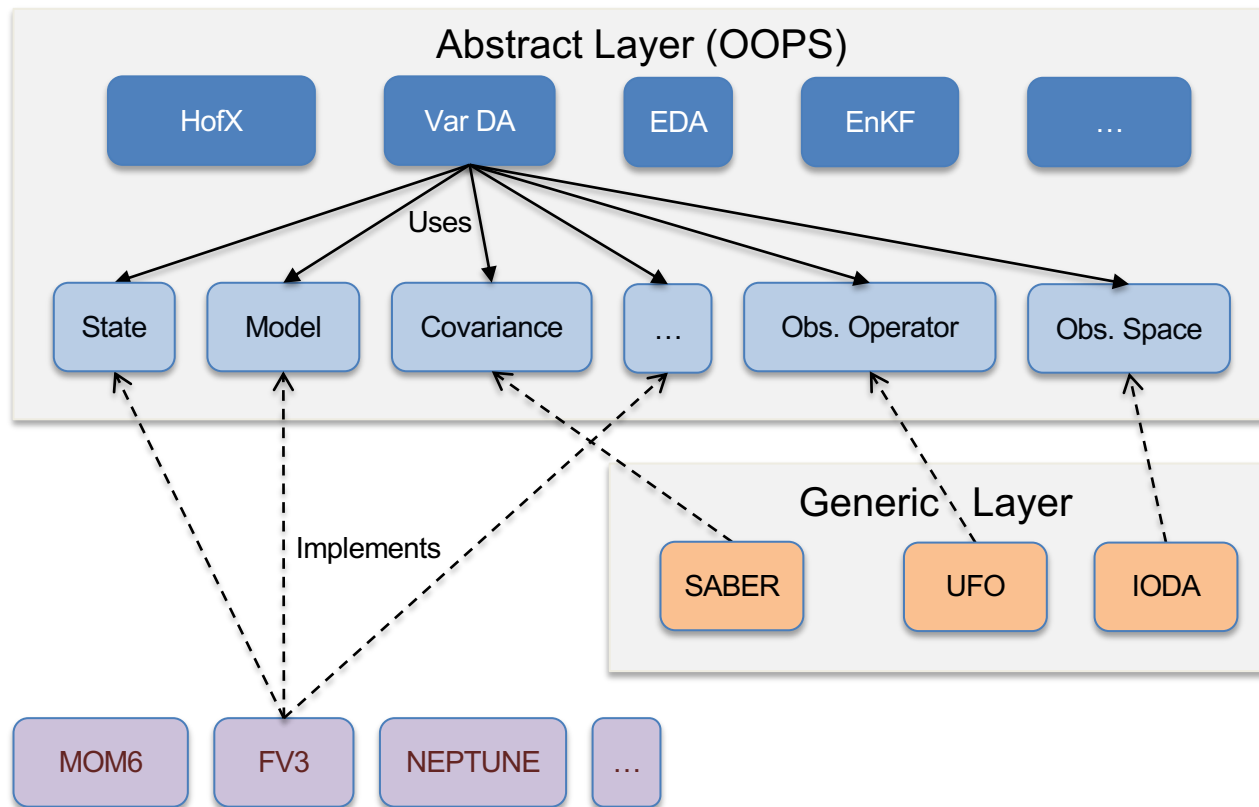 Abstract Layer (OOPS)
HofX
Var DA
EDA
EnKF
…
Uses
State
Model
Covariance
…
Obs. Operator
Obs. Space
Generic Layer
Implements
SABER
UFO
IODA
MOM6
FV3
NEPTUNE
…